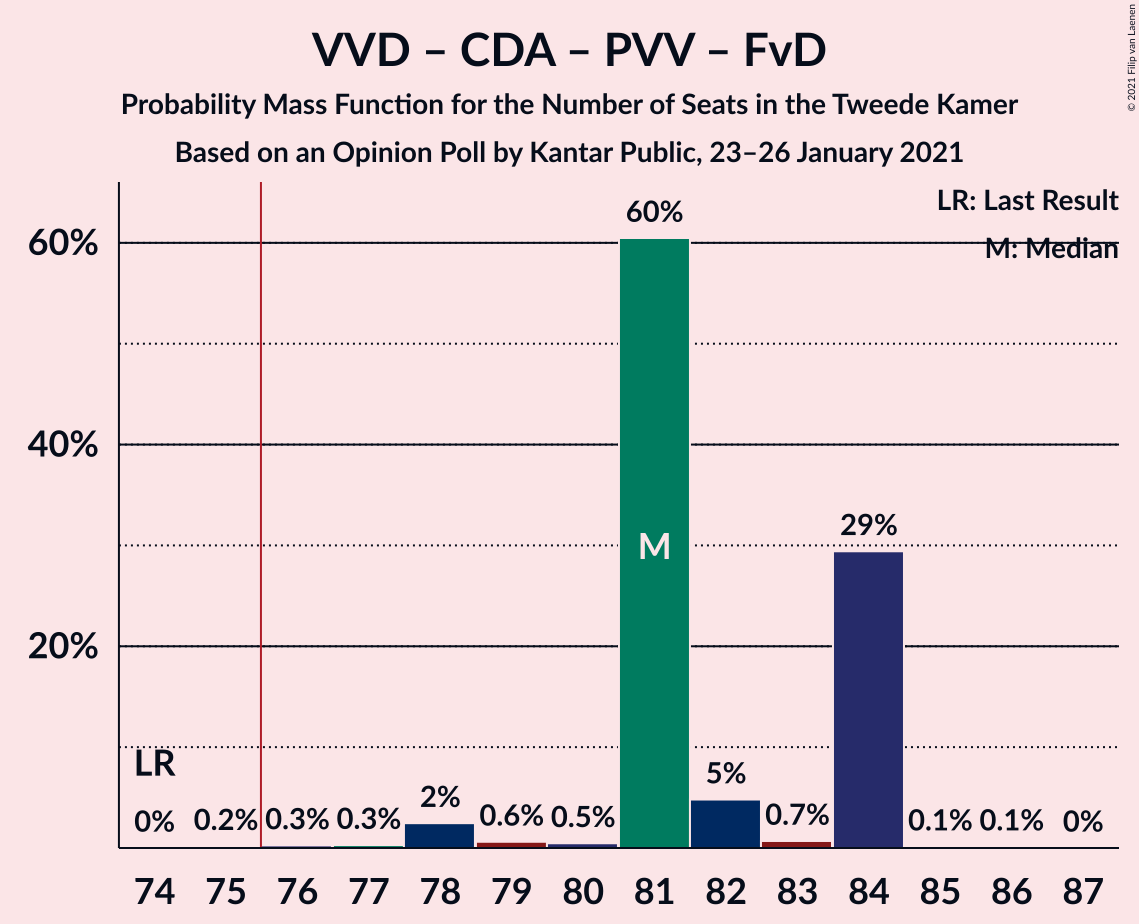 VVD – CDA – PVV – FvD
Probability Mass Function for the Number of Seats in the Tweede Kamer
Based on an Opinion Poll by Kantar Public, 23–26 January 2021
© 2021 Filip van Laenen
LR: Last Result
M: Median
60%
40%
20%
LR
0%
0.2%
0.3%
0.3%
2%
0.6%
0.5%
60%
M
5%
0.7%
29%
0.1%
0.1%
0%
74 75 76 77 78 79 80 81 82 83 84 85 86 87